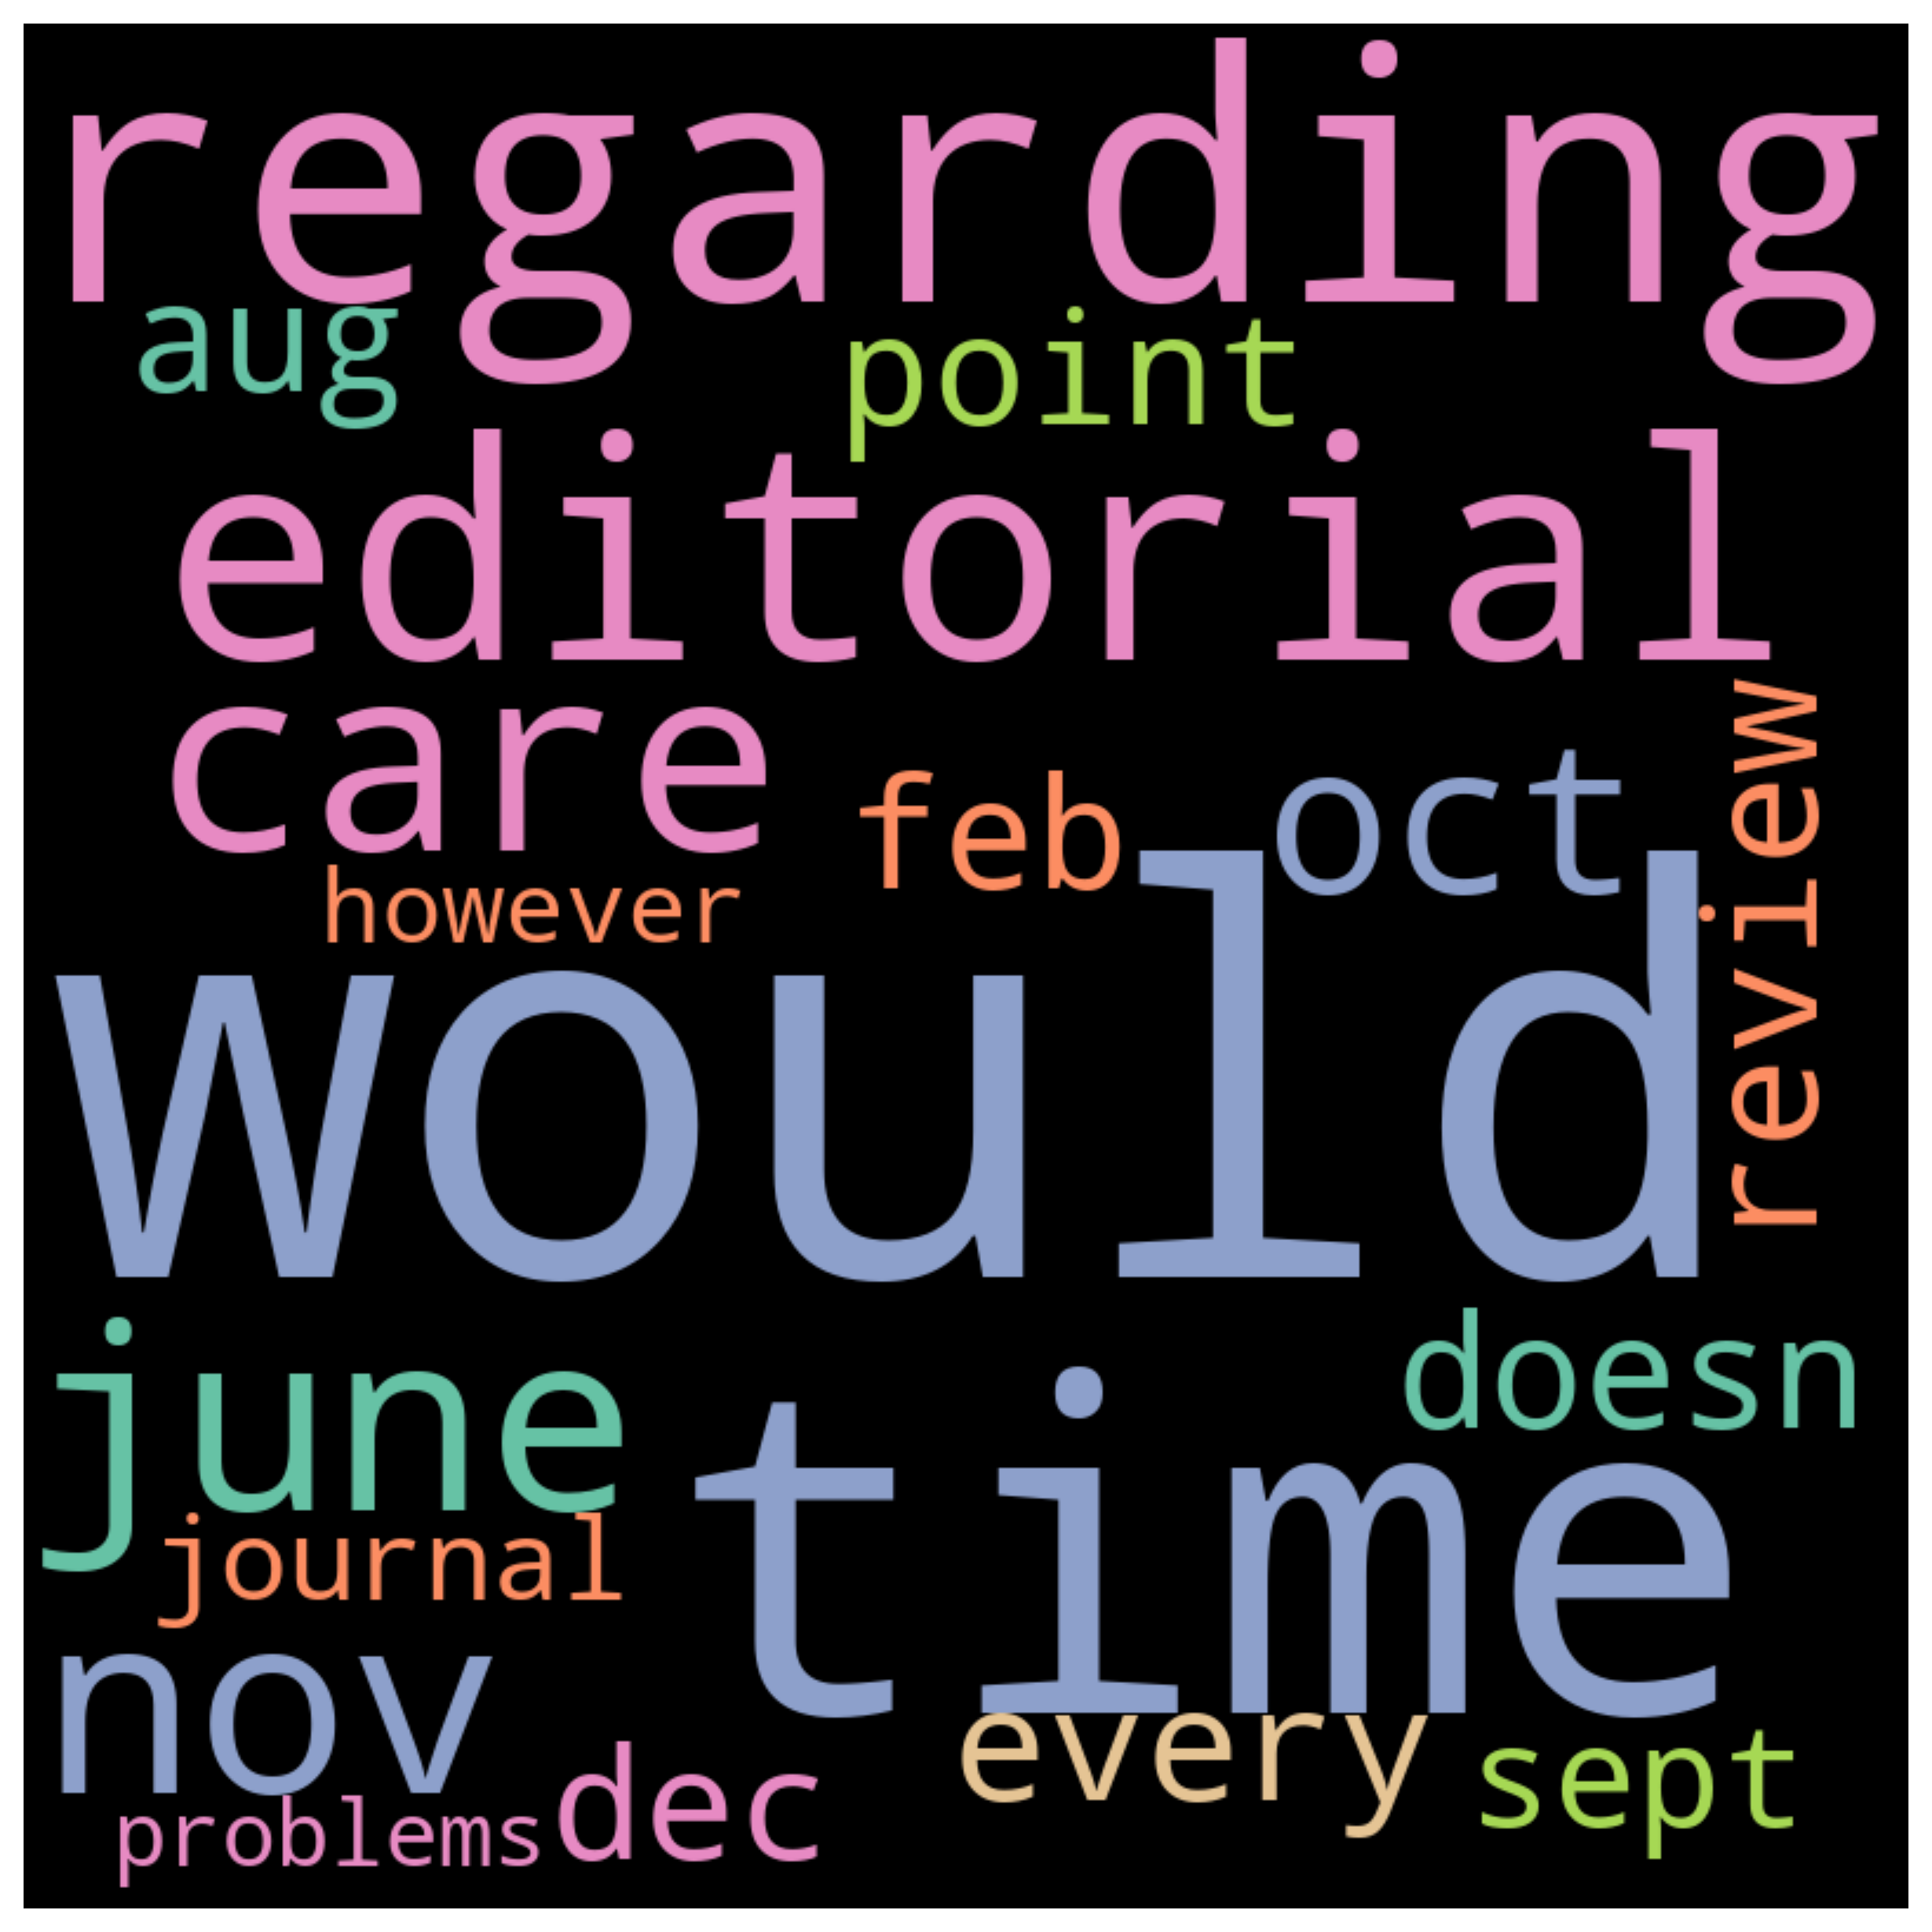 regarding
aug point
editorial
care feb oct review
however
would
june doesn
time
journal
nov every sept
problems dec